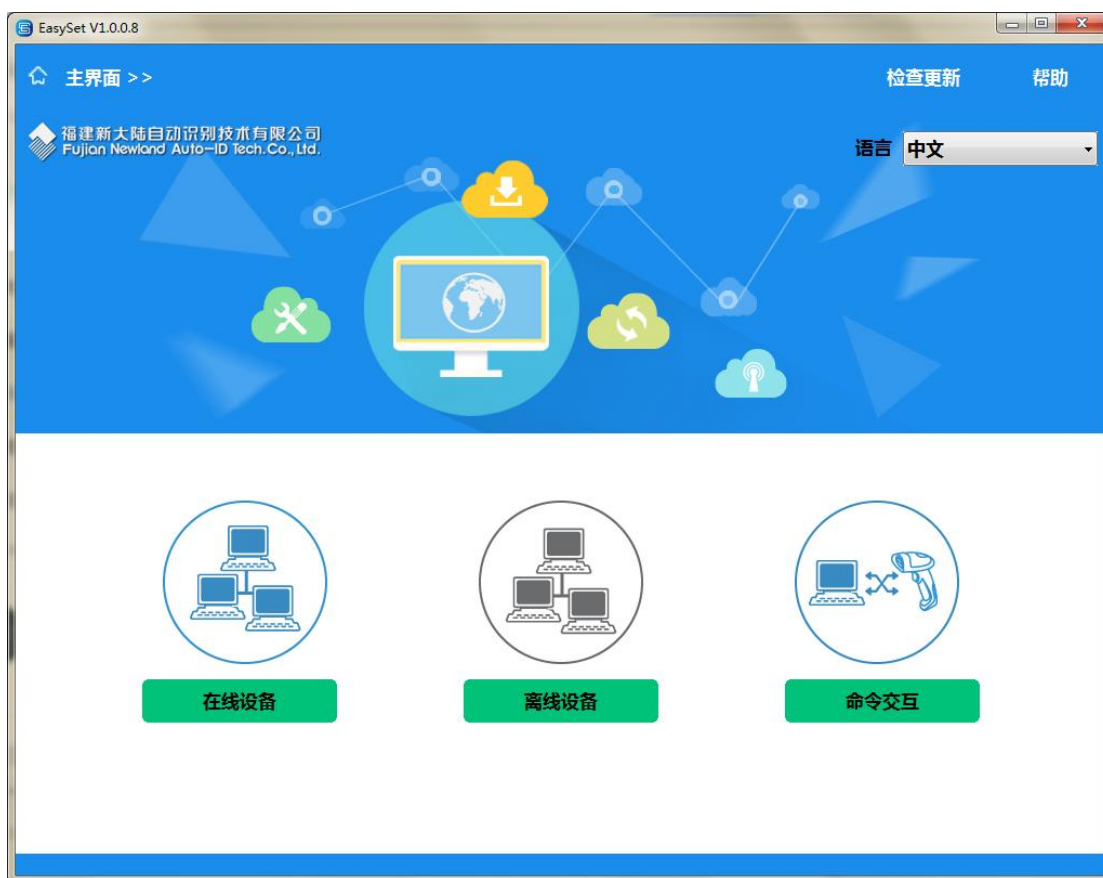 EasySet V1.0.0.8
主界面 >>
检查更新
帮助
福建新大陆自动识别技术有限公司
Fujian Newland Auto-ID Tech.Co.,Ltd.
语言 中文
在线设备
离线设备
命令交互